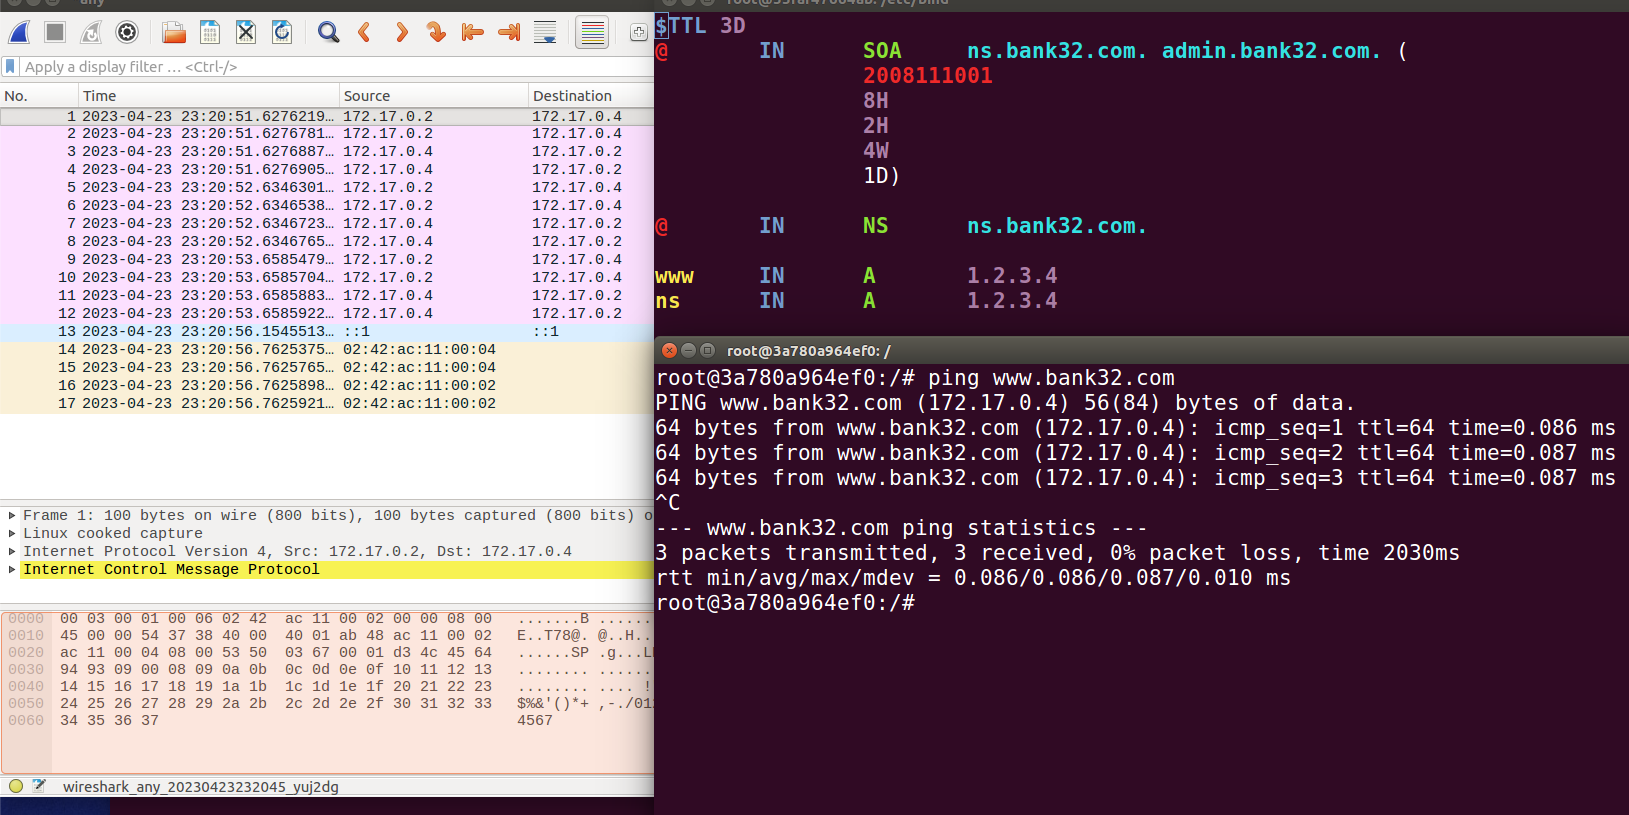 any
Apply a display filter … <Ctrl-/>
No. Time Source Destination
1 2023-04-23 23:20:51.6276219… 172.17.0.2 172.17.0.4
2 2023-04-23 23:20:51.6276781… 172.17.0.2 172.17.0.4
3 2023-04-23 23:20:51.6276887… 172.17.0.4 172.17.0.2
4 2023-04-23 23:20:51.6276905… 172.17.0.4 172.17.0.2
5 2023-04-23 23:20:52.6346301… 172.17.0.2 172.17.0.4
6 2023-04-23 23:20:52.6346538… 172.17.0.2 172.17.0.4
7 2023-04-23 23:20:52.6346723… 172.17.0.4 172.17.0.2
8 2023-04-23 23:20:52.6346765… 172.17.0.4 172.17.0.2
9 2023-04-23 23:20:53.6585479… 172.17.0.2 172.17.0.4
10 2023-04-23 23:20:53.6585704… 172.17.0.2 172.17.0.4
11 2023-04-23 23:20:53.6585883… 172.17.0.4 172.17.0.2
12 2023-04-23 23:20:53.6585922… 172.17.0.4 172.17.0.2
13 2023-04-23 23:20:56.1545513… ::1 ::1
14 2023-04-23 23:20:56.7625375… 02:42:ac:11:00:04
15 2023-04-23 23:20:56.7625765… 02:42:ac:11:00:04
16 2023-04-23 23:20:56.7625898… 02:42:ac:11:00:02
17 2023-04-23 23:20:56.7625921… 02:42:ac:11:00:02
Frame 1: 100 bytes on wire (800 bits), 100 bytes captured (800 bits) o
Linux cooked capture
Internet Protocol Version 4, Src: 172.17.0.2, Dst: 172.17.0.4
Internet Control Message Protocol
0000 00 03 00 01 00 06 02 42 ac 11 00 02 00 00 08 00 .......B ......
0010 45 00 00 54 37 38 40 00 40 01 ab 48 ac 11 00 02 E..T78@. @..H..
0020 ac 11 00 04 08 00 53 50 03 67 00 01 d3 4c 45 64 ......SP .g...L
0030 94 93 09 00 08 09 0a 0b 0c 0d 0e 0f 10 11 12 13 ........ ......
0040 14 15 16 17 18 19 1a 1b 1c 1d 1e 1f 20 21 22 23 ........ .... !
0050 24 25 26 27 28 29 2a 2b 2c 2d 2e 2f 30 31 32 33 $%&'()*+ ,-./01
0060 34 35 36 37 4567
wireshark_any_20230423232045_yuj2dg
$TTL 3D
@ IN SOA ns.bank32.com. admin.bank32.com. (
2008111001
8H
2H
4W
1D)
@ IN NS ns.bank32.com.
www IN A 1.2.3.4
ns IN A 1.2.3.4
root@3a780a964ef0: /
root@3a780a964ef0:/# ping www.bank32.com
PING www.bank32.com (172.17.0.4) 56(84) bytes of data.
64 bytes from www.bank32.com (172.17.0.4): icmp_seq=1 ttl=64 time=0.086 ms
64 bytes from www.bank32.com (172.17.0.4): icmp_seq=2 ttl=64 time=0.087 ms
64 bytes from www.bank32.com (172.17.0.4): icmp_seq=3 ttl=64 time=0.087 ms
^C
--- www.bank32.com ping statistics ---
3 packets transmitted, 3 received, 0% packet loss, time 2030ms
rtt min/avg/max/mdev = 0.086/0.086/0.087/0.010 ms
root@3a780a964ef0:/#